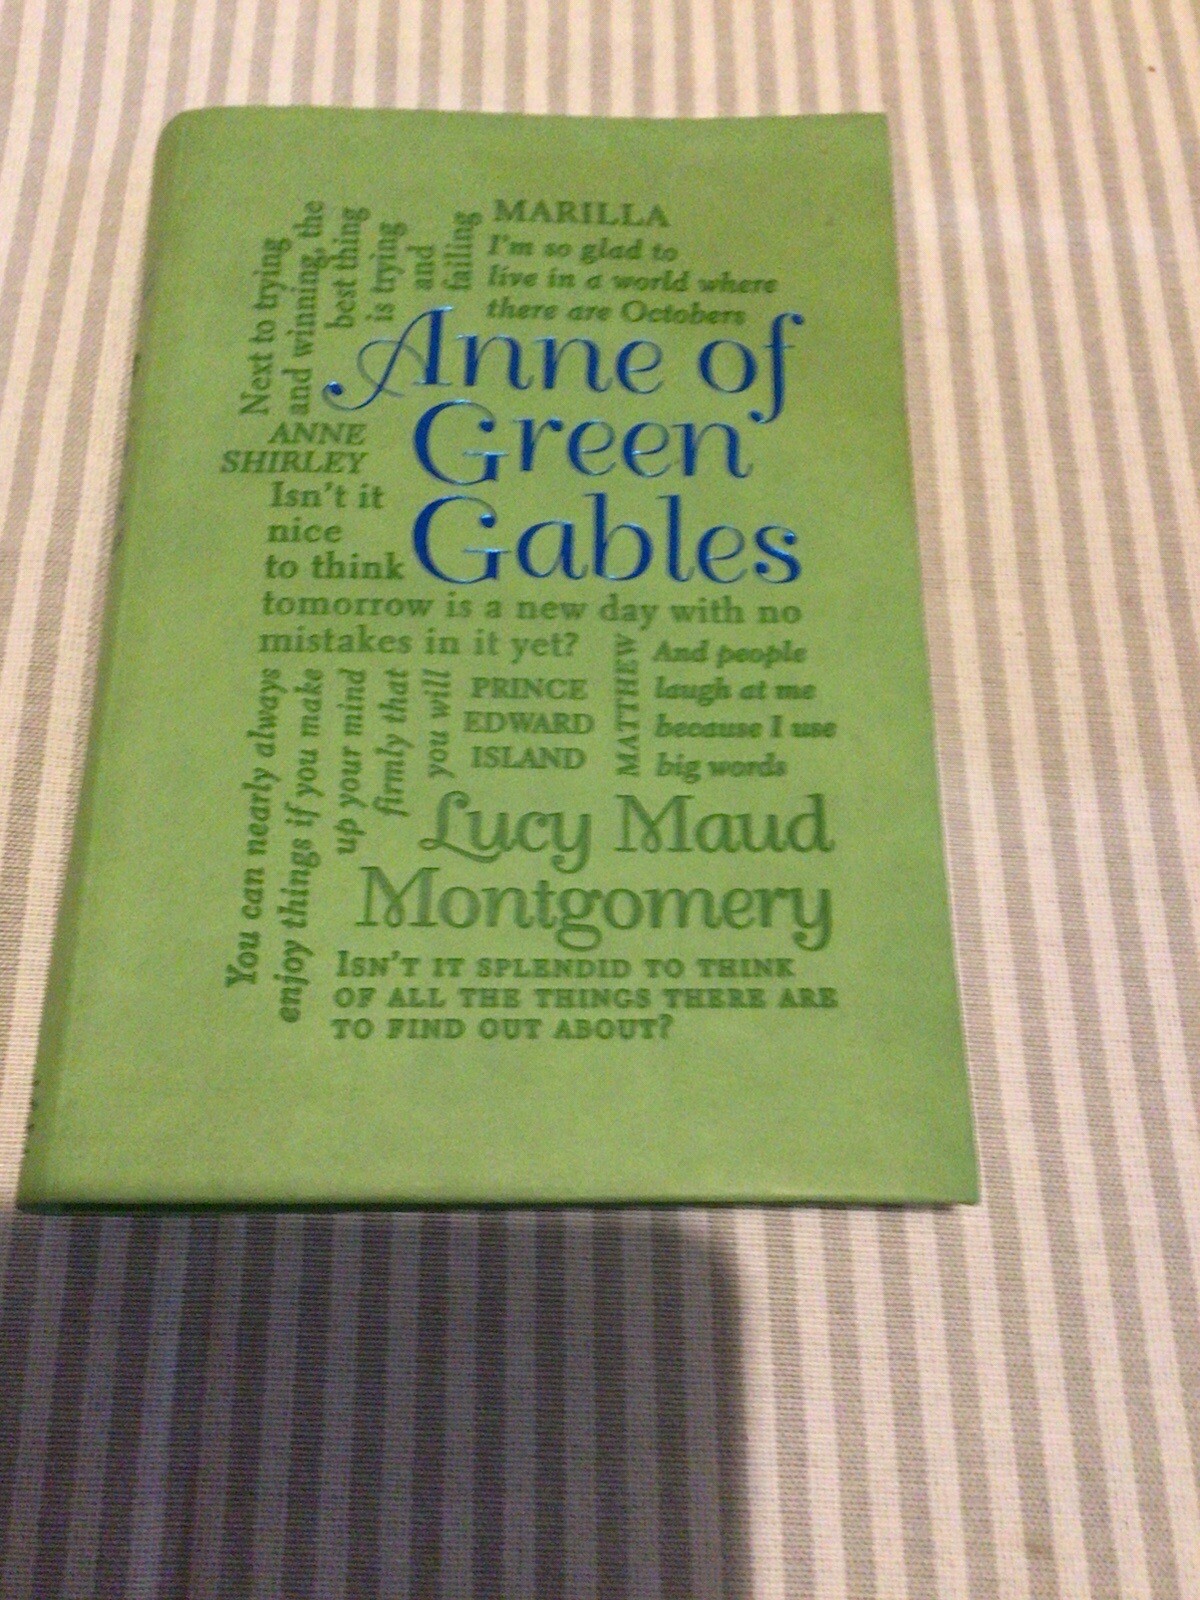 Next to trying
and winning, the
best thing
is trying
and
failing
MARILLA
I'm so glad to
live in a world where
there are Octobers
Anne of
Green
Gables
ANNE
SHIRLEY
Isn't it
nice
to think
tomorrow is a new day with no
mistakes in it yet?
You can nearly always
enjoy things if you make
up your mind
firmly that
you will
PRINCE
EDWARD
ISLAND
MATTHEW
And people
laugh at me
because I use
big words
Lucy Maud
Montgomery
ISN'T IT SPLENDID TO THINK
OF ALL THE THINGS THERE ARE
TO FIND OUT ABOUT?